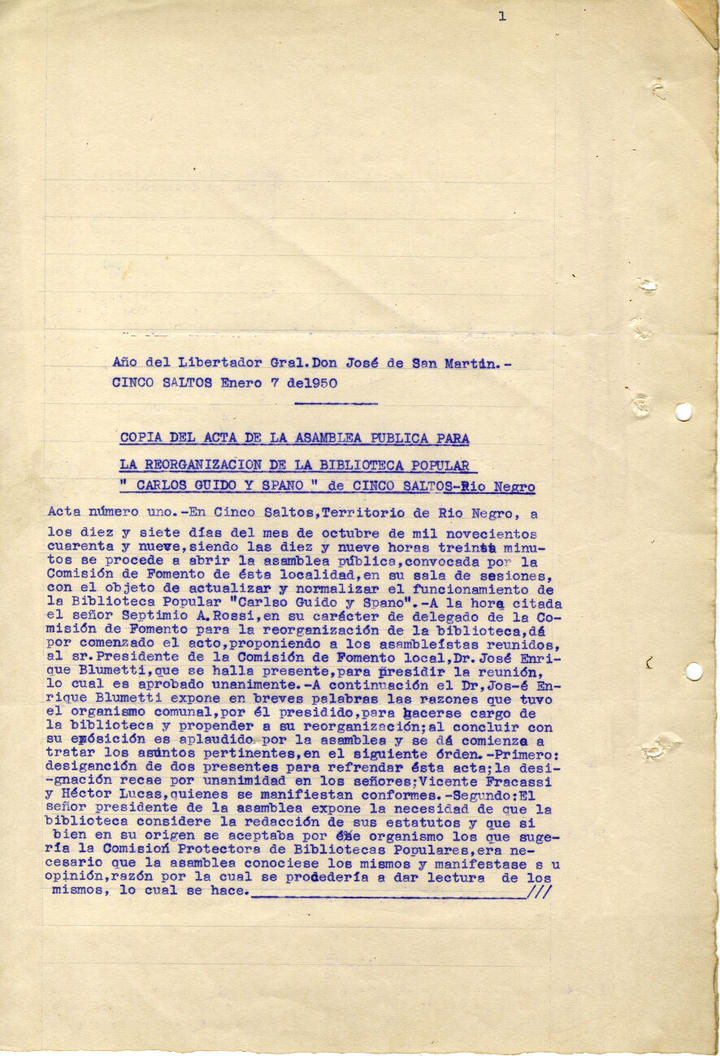 1
Año del Libertador Gral.Don José de San Martín.-
CINCO SALTOS Enero 7 del1950
COPIA DEL ACTA DE LA ASAMBLEA PUBLICA PARA
LA REORGANIZACION DE LA BIBLIOTECA POPULAR
" CARLOS GUIDO Y SPANO " de CINCO SALTOS-Rio Negro
Acta número uno.-En Cinco Saltos,Territorio de Rio Negro, a
los diez y siete días del mes de octubre de mil novecientos
cuarenta y nueve,siendo las diez y nueve horas treinta minu-
tos se procede a abrir la asamblea pública,convocada por la
Comisión de Fomento de ésta localidad,en su sala de sesiones,
con el objeto de actualizar y normalizar el funcionamiento de
la Biblioteca Popular "Carlso Guido y Spano".-A la hora citada
el señor Septimio A.Rossi,en su carácter de delegado de la Co-
misión de Fomento para la reorganización de la biblioteca,dá
por comenzado el acto,proponiendo a los asambleístas reunidos,
al sr.Presidente de la Comisión de Fomento local,Dr.José Enri-
que Blumetti,que se halla presente,para presidir la reunión,
lo cual es aprobado unanimente.-A continuación el Dr,Jos-é En-
rique Blumetti expone en breves palabras las razones que tuvo
el organismo comunal,por él presidido,para hacerse cargo de
la biblioteca y propender a su reorganización;al concluir con
su exposición es aplaudido por la asamblea y se dá comienza a
tratar los asuntos pertinentes,en el siguiente órden.-Primero:
desiganción de dos presentes para refrendar ésta acta;la desi-
-gnación recae por unanimidad en los señores:Vicente Fracassi
y Héctor Lucas,quienes se manifiestan conformes.-Segundo:El
señor presidente de la asamblea expone la necesidad de que la
biblioteca considere la redacción de sus estatutos y que si
bien en su origen se aceptaba por ése organismo los que suge-
ría la Comisión Protectora de Bibliotecas Populares,era ne-
cesario que la asamblea conociese los mismos y manifestase s u
opinión,razón por la cual se prodedería a dar lectura de los
mismos, lo cual se hace.______________________///